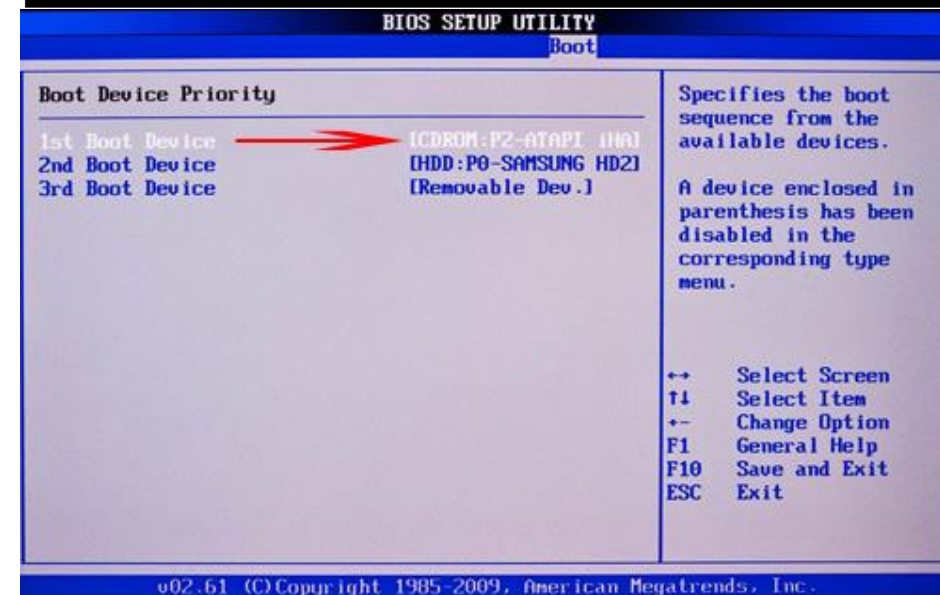 BIOS SETUP UTILITY
Boot
Boot Device Priority
1st Boot Device [CDROM:P2-ATAPI iHA]
2nd Boot Device [HDD:P0-SAMSUNG HD2]
3rd Boot Device [Removable Dev.]
Specifies the boot
sequence from the
available devices.
A device enclosed in
parenthesis has been
disabled in the
corresponding type
menu.
↔ Select Screen
↑↓ Select Item
+- Change Option
F1 General Help
F10 Save and Exit
ESC Exit
v02.61 (C)Copyright 1985-2009, American Megatrends, Inc.